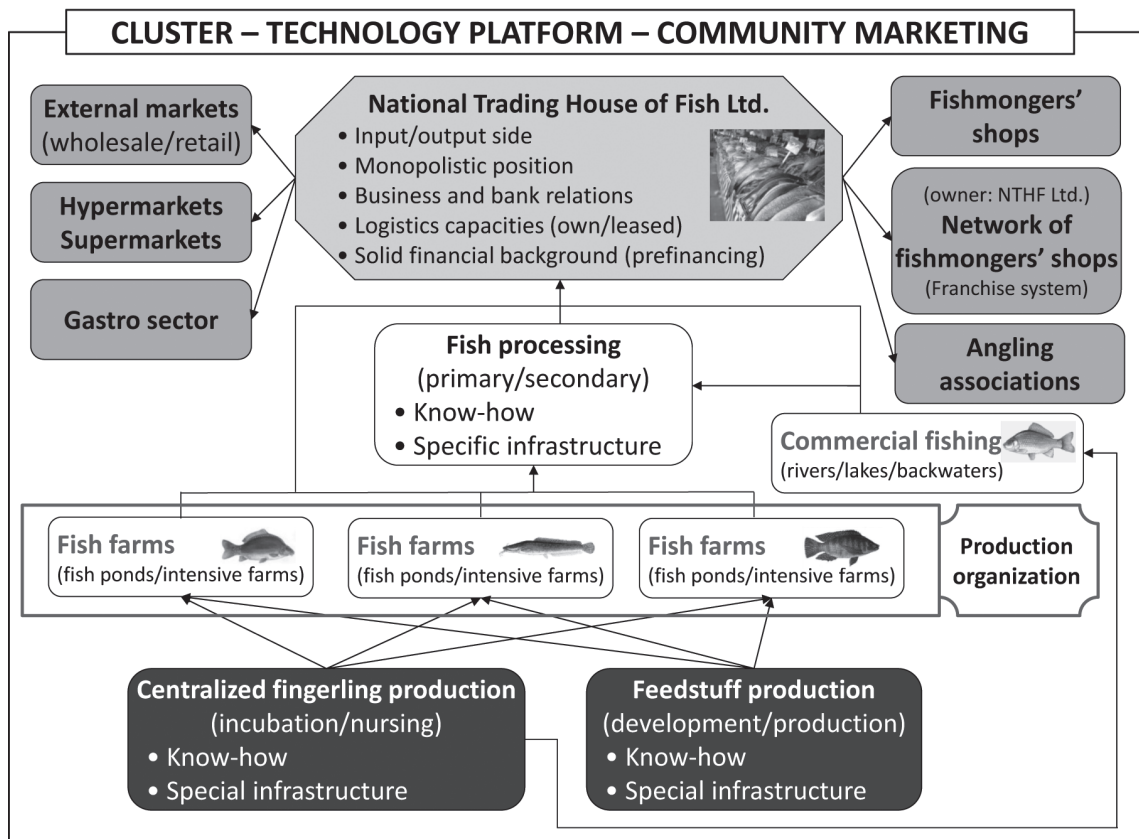 CLUSTER – TECHNOLOGY PLATFORM – COMMUNITY MARKETING
External markets
(wholesale/retail)
Hypermarkets
Supermarkets
Gastro sector
National Trading House of Fish Ltd.
• Input/output side
• Monopolistic position
• Business and bank relations
• Logistics capacities (own/leased)
• Solid financial background (prefinancing)
Fishmongers’
shops
(owner: NTHF Ltd.)
Network of
fishmongers’ shops
(Franchise system)
Angling
associations
Fish processing
(primary/secondary)
• Know-how
• Specific infrastructure
Commercial fishing
(rivers/lakes/backwaters)
Fish farms
(fish ponds/intensive farms)
Fish farms
(fish ponds/intensive farms)
Fish farms
(fish ponds/intensive farms)
Production
organization
Centralized fingerling production
(incubation/nursing)
• Know-how
• Special infrastructure
Feedstuff production
(development/production)
• Know-how
• Special infrastructure